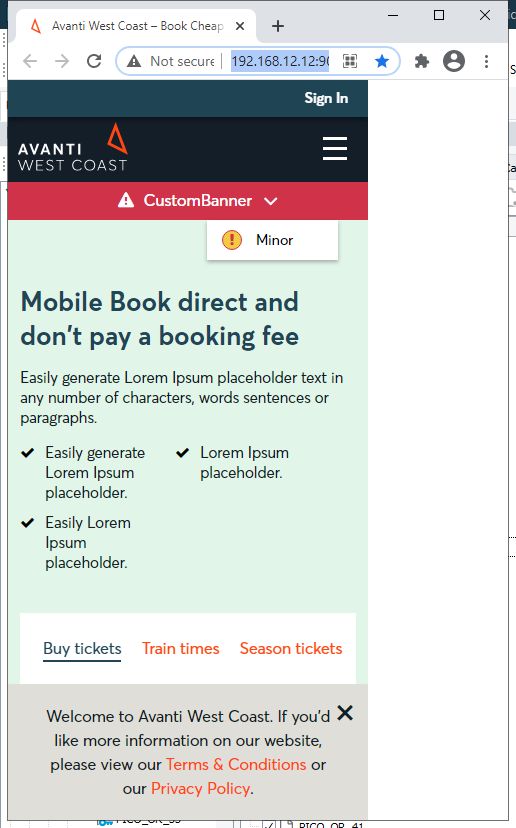 Avanti West Coast – Book Cheap
Not secure
192.168.12.12:90
Sign In
AVANTI
WEST COAST
CustomBanner
Minor
Mobile Book direct and
don't pay a booking fee
Easily generate Lorem Ipsum placeholder text in
any number of characters, words sentences or
paragraphs.
Easily generate
Lorem Ipsum
placeholder.
Lorem Ipsum
placeholder.
Easily Lorem
Ipsum
placeholder.
Buy tickets Train times Season tickets
Welcome to Avanti West Coast. If you'd
like more information on our website,
please view our Terms & Conditions or
our Privacy Policy.